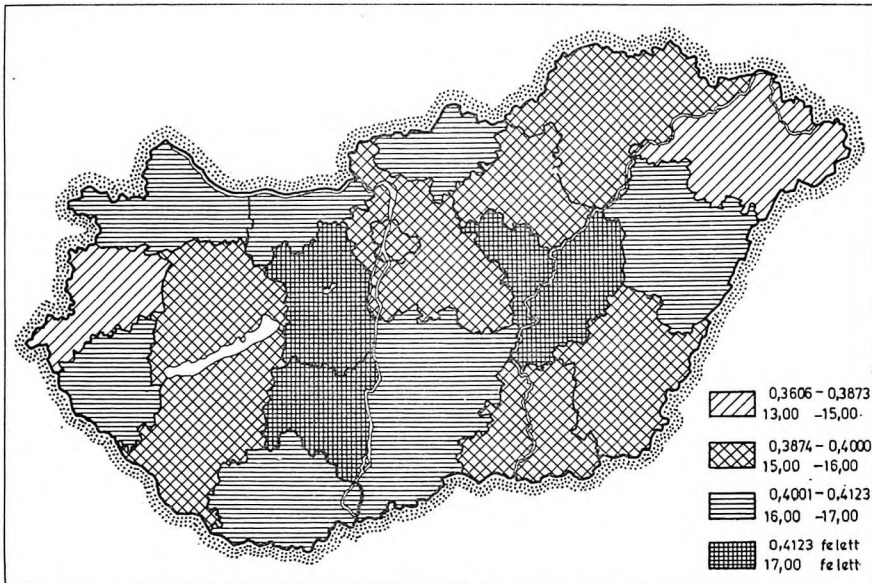 0,3606 - 0,3873
13,00 - 15,00
0,3874 - 0,4000
15,00 - 16,00
0,4001 - 0,4123
16,00 - 17,00
0,4123 felett
17,00 felett